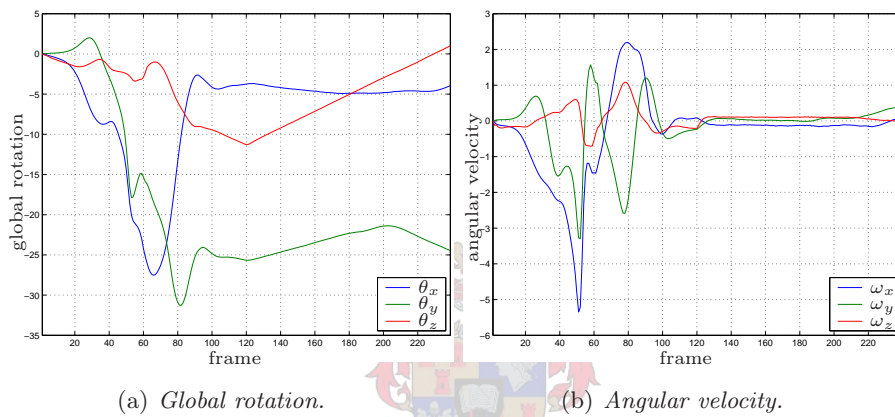 5
0
−5
−10
−15
−20
−25
−30
−35
global rotation
20 40 60 80 100 120 140 160 180 200 220
frame
θx
θy
θz
(a) Global rotation.
3
2
1
0
−1
−2
−3
−4
−5
−6
angular velocity
20 40 60 80 100 120 140 160 180 200 220
frame
ωx
ωy
ωz
(b) Angular velocity.